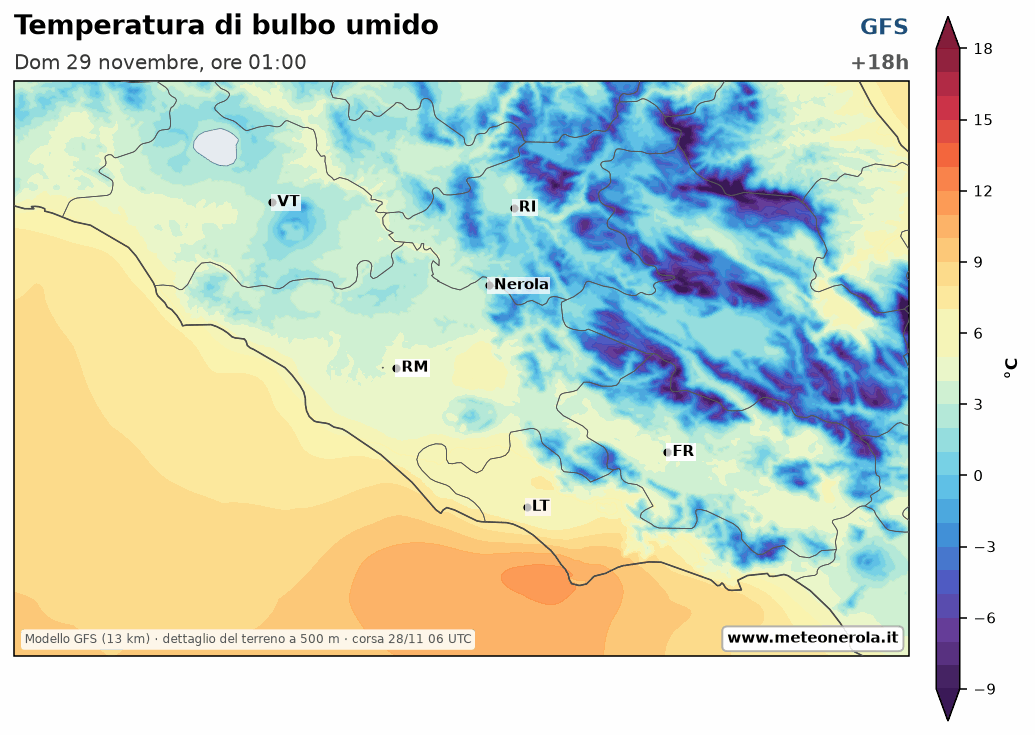 Temperatura di bulbo umido
GFS
Dom 29 novembre, ore 01:00
+18h
VT
RI
Nerola
RM
FR
LT
Modello GFS (13 km) · dettaglio del terreno a 500 m · corsa 28/11 06 UTC
www.meteonerola.it
18
15
12
9
6
3
0
−3
−6
−9
°C